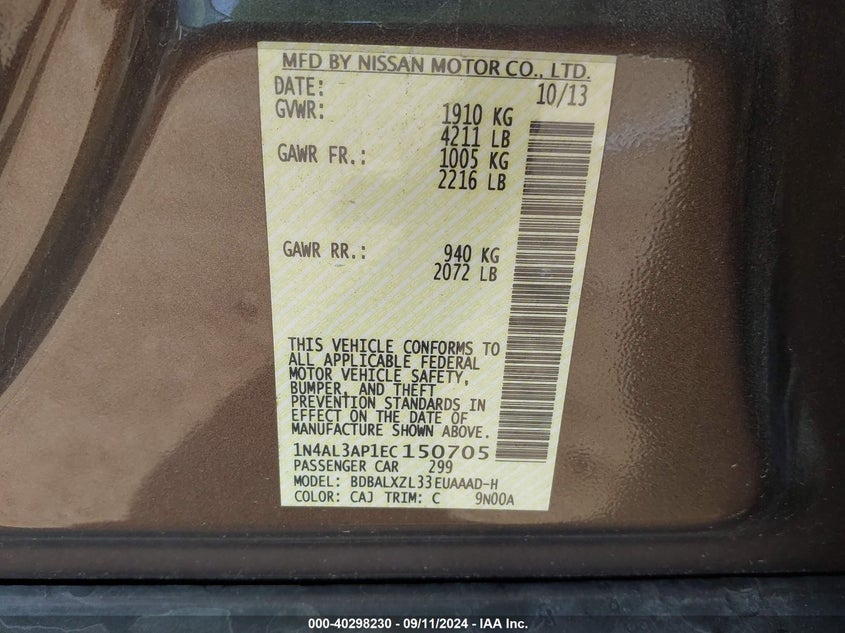 MFD BY NISSAN MOTOR CO., LTD.
DATE: 10/13
GVWR: 1910 KG
4211 LB
GAWR FR.: 1005 KG
2216 LB
GAWR RR.: 940 KG
2072 LB
THIS VEHICLE CONFORMS TO
ALL APPLICABLE FEDERAL
MOTOR VEHICLE SAFETY,
BUMPER, AND THEFT
PREVENTION STANDARDS IN
EFFECT ON THE DATE OF
MANUFACTURE SHOWN ABOVE.
1N4AL3AP1EC150705
PASSENGER CAR 299
MODEL: BDBALXZL33EUAAAD-H
COLOR: CAJ TRIM: C 9N00A
000-40298230 - 09/11/2024 - IAA Inc.